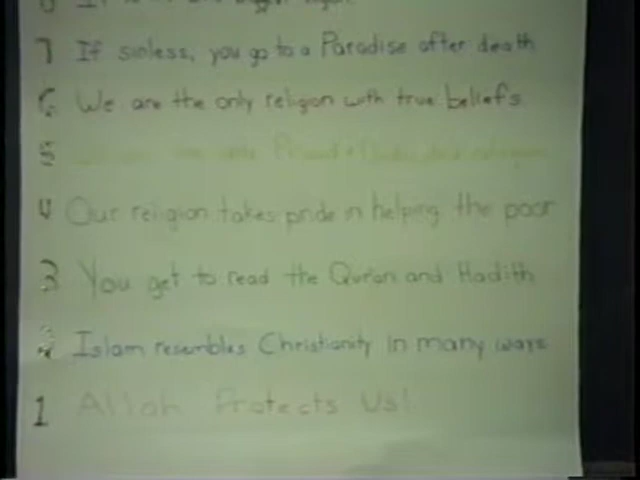 7 If sinless, you go to a Paradise after death
6 We are the only religion with true beliefs
5
4 Our religion takes pride in helping the poor
3 You get to read the Qur'an and Hadith
2 Islam resembles Christianity in many ways
1 Allah Protects Us!